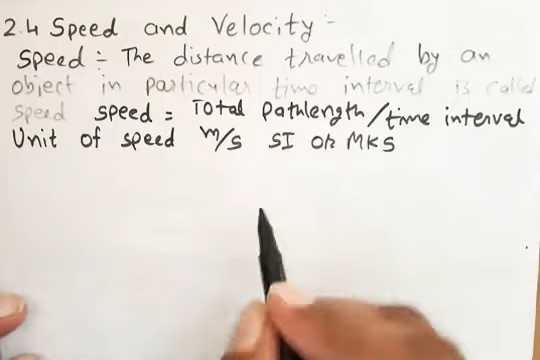 2.4 Speed and Velocity :-
Speed :- The distance travelled by an
object in particular time interval is called
speed speed = Total Pathlength/time interval
Unit of speed m/s SI or MKS